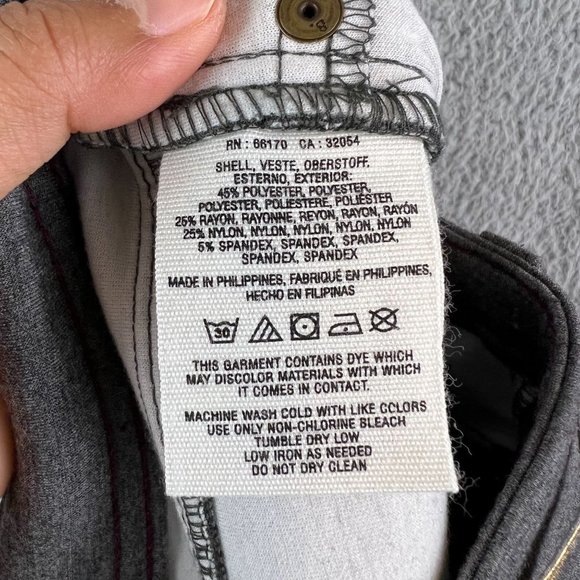 RN : 66170 CA : 32054
SHELL, VESTE, OBERSTOFF.
ESTERNO, EXTERIOR:
45% POLYESTER, POLYESTER,
POLYESTER, POLIESTERE, POLIÉSTER
25% RAYON, RAYONNE, REYON, RAYON, RAYÓN
25% NYLON, NYLON, NYLON, NYLON, NYLON
5% SPANDEX, SPANDEX, SPANDEX,
SPANDEX, SPANDEX
MADE IN PHILIPPINES, FABRIQUÉ EN PHILIPPINES,
HECHO EN FILIPINAS
30
THIS GARMENT CONTAINS DYE WHICH
MAY DISCOLOR MATERIALS WITH WHICH
IT COMES IN CONTACT.
MACHINE WASH COLD WITH LIKE COLORS
USE ONLY NON-CHLORINE BLEACH
TUMBLE DRY LOW
LOW IRON AS NEEDED
DO NOT DRY CLEAN